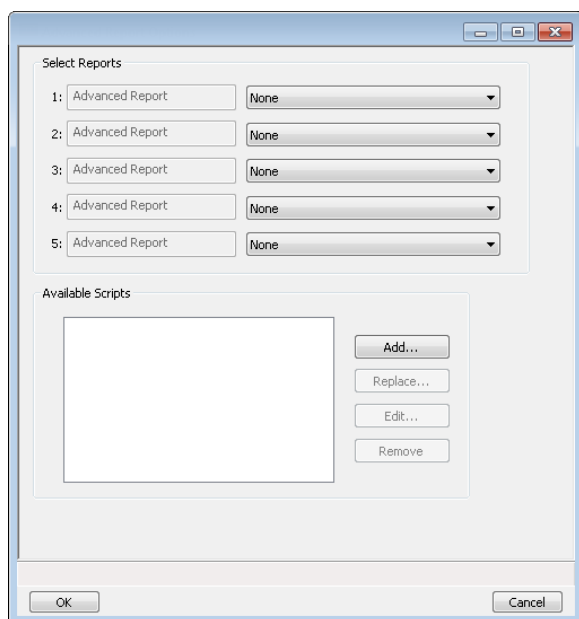 Select Reports
1: Advanced Report None
2: Advanced Report None
3: Advanced Report None
4: Advanced Report None
5: Advanced Report None
Available Scripts
Add...
Replace...
Edit...
Remove
OK Cancel